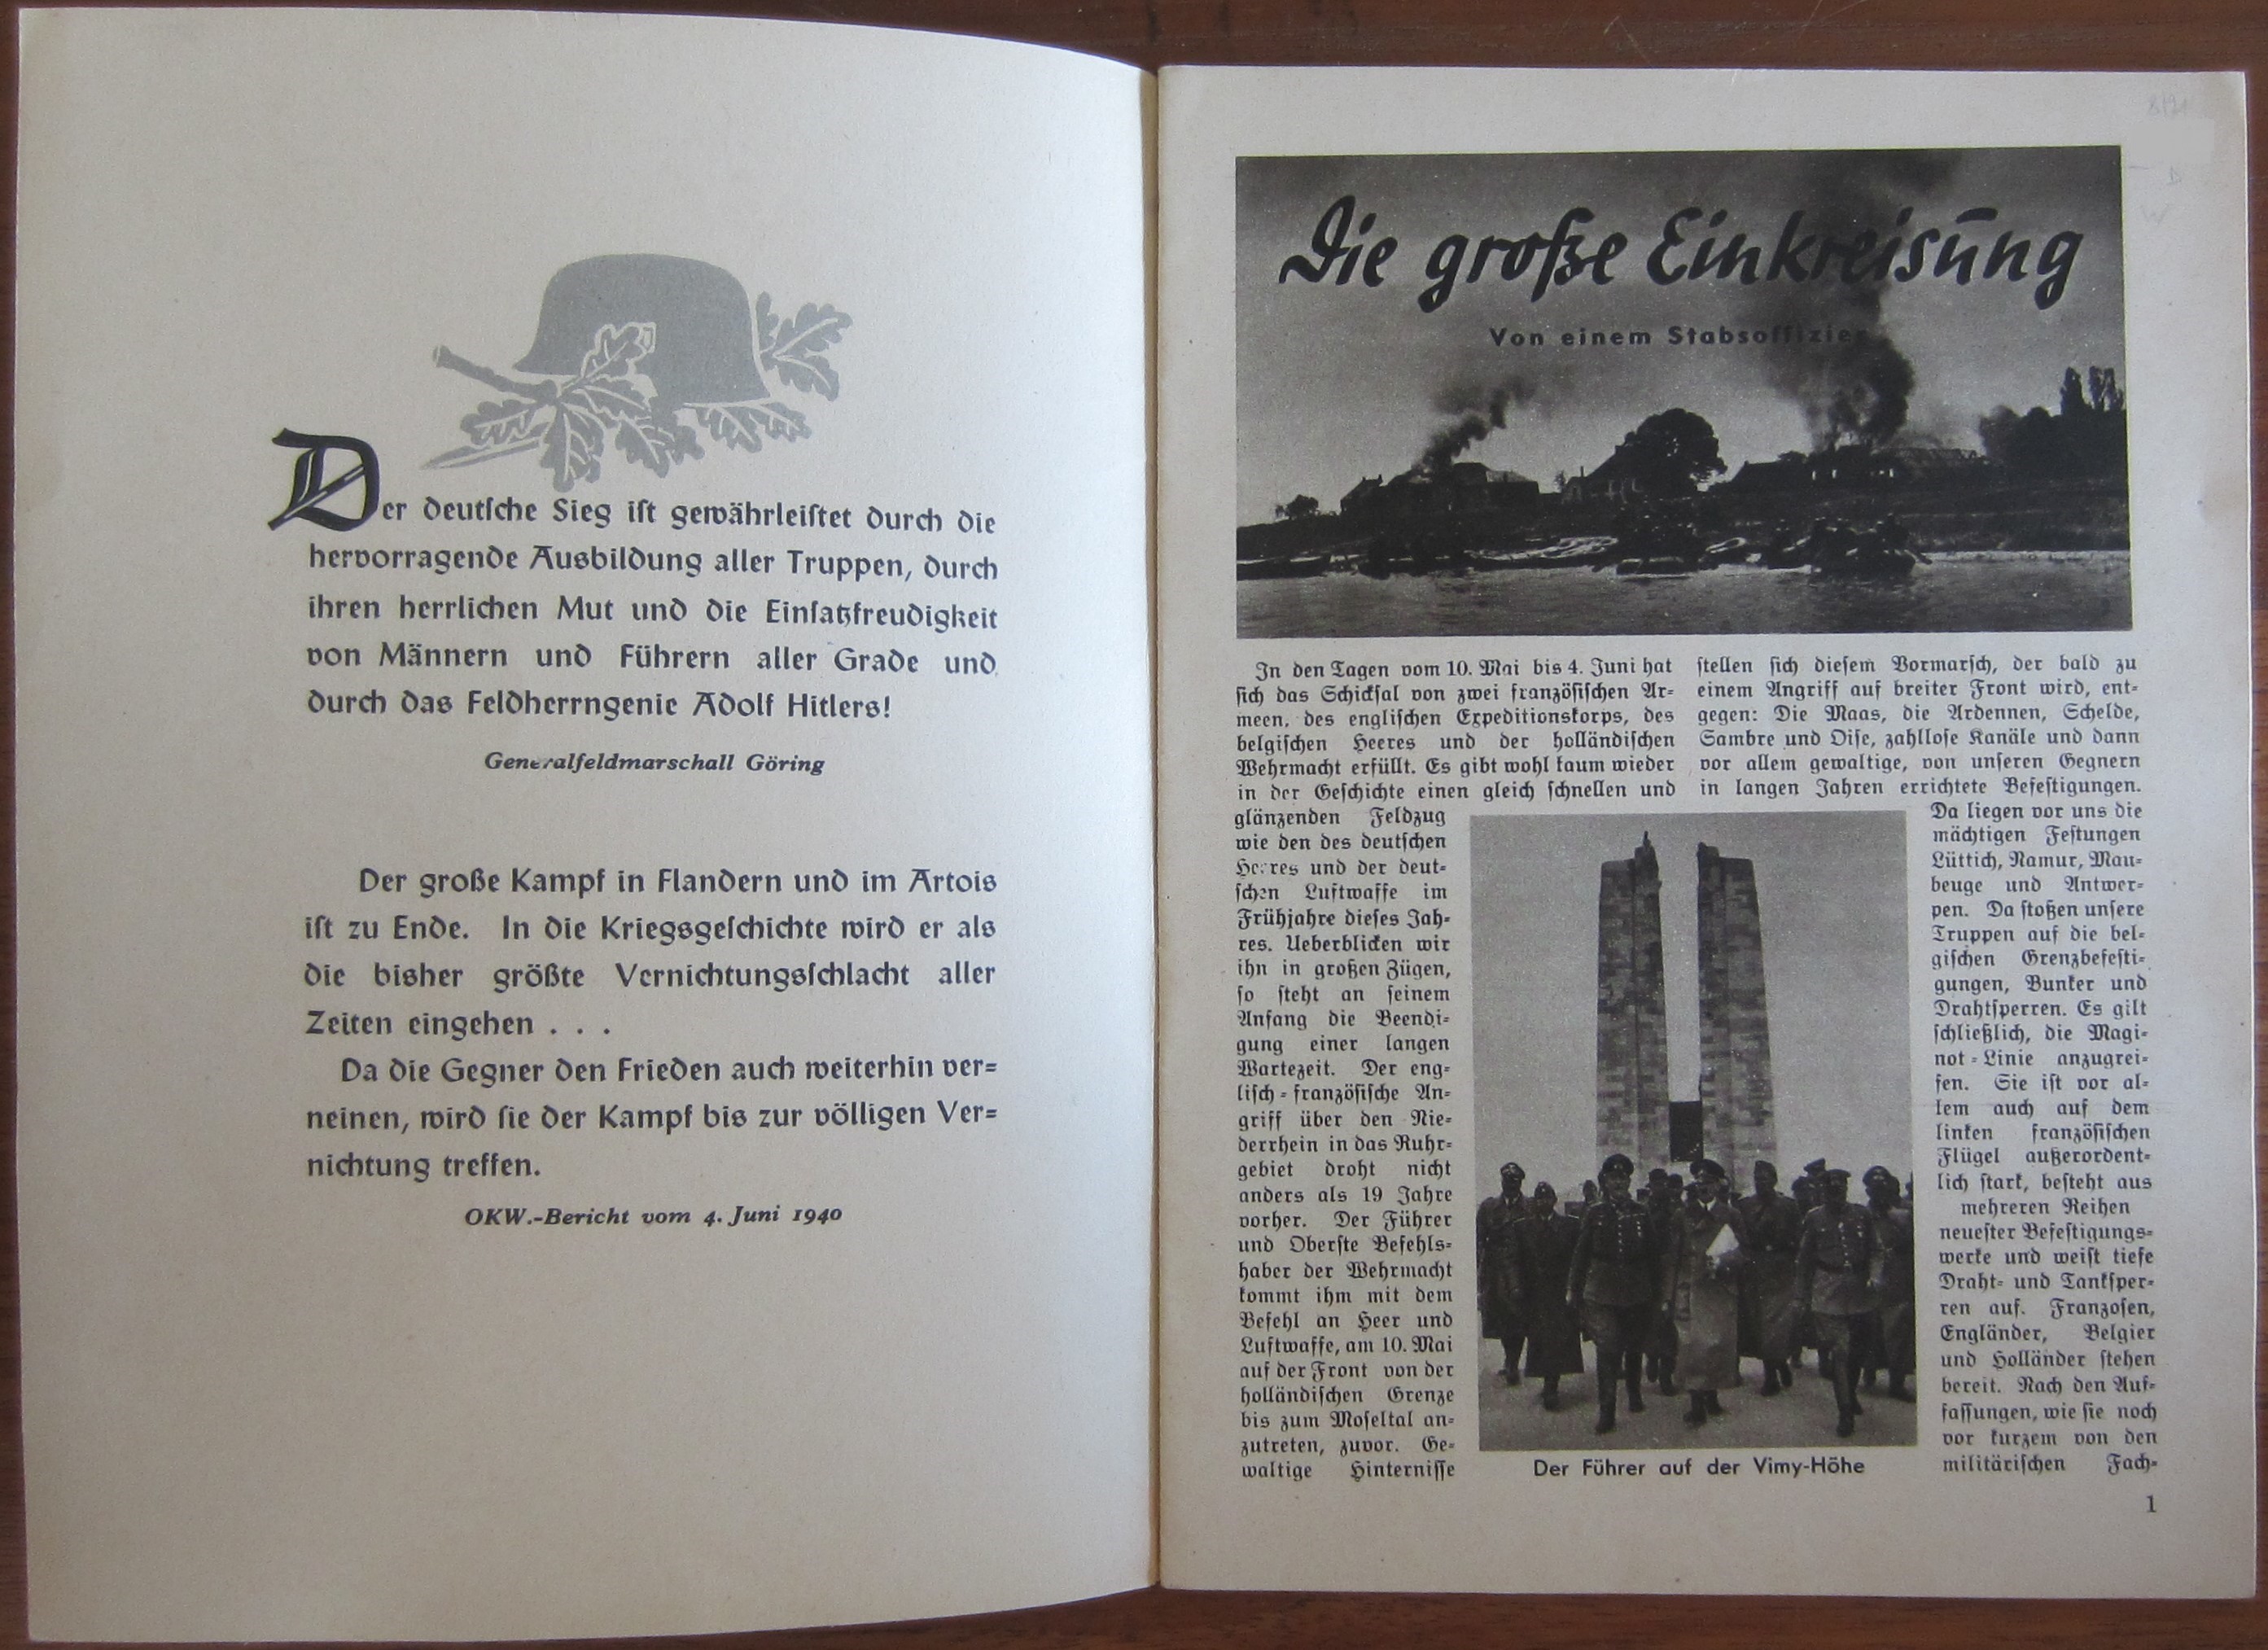 Der deutsche Sieg ist gewährleistet durch die
hervorragende Ausbildung aller Truppen, durch
ihren herrlichen Mut und die Einsatzfreudigkeit
von Männern und Führern aller Grade und
durch das Feldherrngenie Adolf Hitlers!
Generalfeldmarschall Göring
Der große Kampf in Flandern und im Artois
ist zu Ende. In die Kriegsgeschichte wird er als
die bisher größte Vernichtungsschlacht aller
Zeiten eingehen . . .
Da die Gegner den Frieden auch weiterhin ver=
neinen, wird sie der Kampf bis zur völligen Ver=
nichtung treffen.
OKW.-Bericht vom 4. Juni 1940
Die große Einkreisung
Von einem Stabsoffizier
In den Tagen vom 10. Mai bis 4. Juni hat
sich das Schicksal von zwei französischen Ar=
meen, des englischen Expeditionskorps, des
belgischen Heeres und der holländischen
Wehrmacht erfüllt. Es gibt wohl kaum wieder
in der Geschichte einen gleich schnellen und
glänzenden Feldzug
wie den des deutschen
Heeres und der deut=
schen Luftwaffe im
Frühjahre dieses Jah=
res. Ueberblicken wir
ihn in großen Zügen,
so steht an seinem
Anfang die Beendi=
gung einer langen
Wartezeit. Der eng=
lisch=französische An=
griff über den Nie=
derrhein in das Ruhr=
gebiet droht nicht
anders als 19 Jahre
vorher. Der Führer
und Oberste Befehls=
haber der Wehrmacht
kommt ihm mit dem
Befehl an Heer und
Luftwaffe, am 10. Mai
auf der Front von der
holländischen Grenze
bis zum Moseltal an=
zutreten, zuvor. Ge=
waltige Hindernisse
stellen sich diesem Vormarsch, der bald zu
einem Angriff auf breiter Front wird, ent=
gegen: Die Maas, die Ardennen, Schelde,
Sambre und Oise, zahllose Kanäle und dann
vor allem gewaltige, von unseren Gegnern
in langen Jahren errichtete Befestigungen.
Da liegen vor uns die
mächtigen Festungen
Lüttich, Namur, Mau=
beuge und Antwer=
pen. Da stoßen unsere
Truppen auf die bel=
gischen Grenzbefesti=
gungen, Bunker und
Drahtsperren. Es gilt
schließlich, die Magi=
not=Linie anzugrei=
fen. Sie ist vor al=
lem auch auf dem
linken französischen
Flügel außerordent=
lich stark, besteht aus
mehreren Reihen
neuester Befestigungs=
werke und weist tiefe
Draht= und Tanksper=
ren auf. Franzosen,
Engländer, Belgier
und Holländer stehen
bereit. Nach den Auf=
fassungen, wie sie noch
vor kurzem von den
militärischen Fach=
Der Führer auf der Vimy-Höhe
1